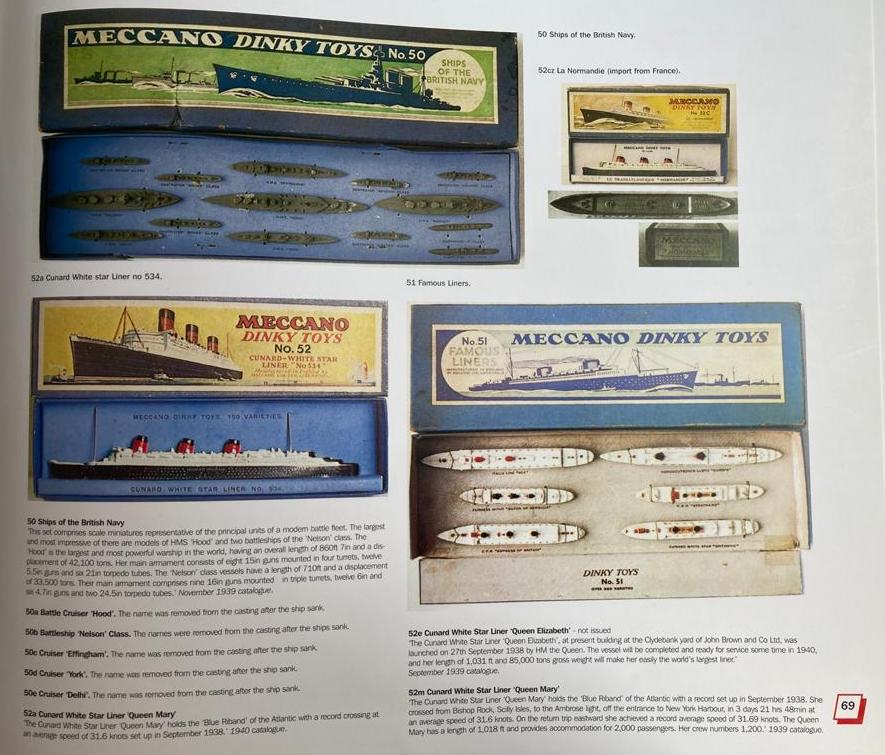 MECCANO DINKY TOYS No. 50
SHIPS
OF THE
BRITISH NAVY
50 Ships of the British Navy.
52cz La Normandie (import from France).
MECCANO
DINKY TOYS
No 52C
MECCANO DINKY TOYS
LE TRANSATLANTIQUE "NORMANDIE"
MECCANO
52a Cunard White star Liner no 534.
51 Famous Liners.
MECCANO
DINKY TOYS
No. 52
CUNARD-WHITE STAR
LINER "No 534"
MECCANO DINKY TOYS. 150 VARIETIES.
CUNARD WHITE STAR LINER No. 534.
No. 51
FAMOUS
LINERS
MECCANO DINKY TOYS
DINKY TOYS
No. 51
OVER 300 VARIETIES
50 Ships of the British Navy
'This set comprises scale miniatures representative of the principal units of a modern battle fleet. The largest
and most impressive of there are models of HMS 'Hood' and two battleships of the 'Nelson' class. The
'Hood' is the largest and most powerful warship in the world, having an overall length of 860ft 7in and a dis-
placement of 42,100 tons. Her main armament consists of eight 15in guns mounted in four turrets, twelve
5.5in guns and six 21in torpedo tubes. The 'Nelson' class vessels have a length of 710ft and a displacement
of 33,500 tons. Their main armament comprises nine 16in guns mounted in triple turrets, twelve 6in and
six 4.7in guns and two 24.5in torpedo tubes.' November 1939 catalogue.
50a Battle Cruiser 'Hood'. The name was removed from the casting after the ship sank.
50b Battleship 'Nelson' Class. The names were removed from the casting after the ships sank.
50c Cruiser 'Effingham'. The name was removed from the casting after the ship sank.
50d Cruiser 'York'. The name was removed from the casting after the ship sank.
50e Cruiser 'Delhi'. The name was removed from the casting after the ship sank.
52a Cunard White Star Liner 'Queen Mary'
'The Cunard White Star Liner 'Queen Mary' holds the 'Blue Riband' of the Atlantic with a record crossing at
an average speed of 31.6 knots set up in September 1938.' 1940 catalogue.
52e Cunard White Star Liner 'Queen Elizabeth' - not issued
'The Cunard White Star Liner 'Queen Elizabeth', at present building at the Clydebank yard of John Brown and Co Ltd, was
launched on 27th September 1938 by HM the Queen. The vessel will be completed and ready for service some time in 1940,
and her length of 1,031 ft and 85,000 tons gross weight will make her easily the world's largest liner.'
September 1939 catalogue.
52m Cunard White Star Liner 'Queen Mary'
'The Cunard White Star Liner 'Queen Mary' holds the 'Blue Riband' of the Atlantic with a record set up in September 1938. She
crossed from Bishop Rock, Scilly Isles, to the Ambrose light, off the entrance to New York Harbour, in 3 days 21 hrs 48min at
an average speed of 31.6 knots. On the return trip eastward she achieved a record average speed of 31.69 knots. The Queen
Mary has a length of 1,018 ft and provides accommodation for 2,000 passengers. Her crew numbers 1,200.' 1939 catalogue.
69